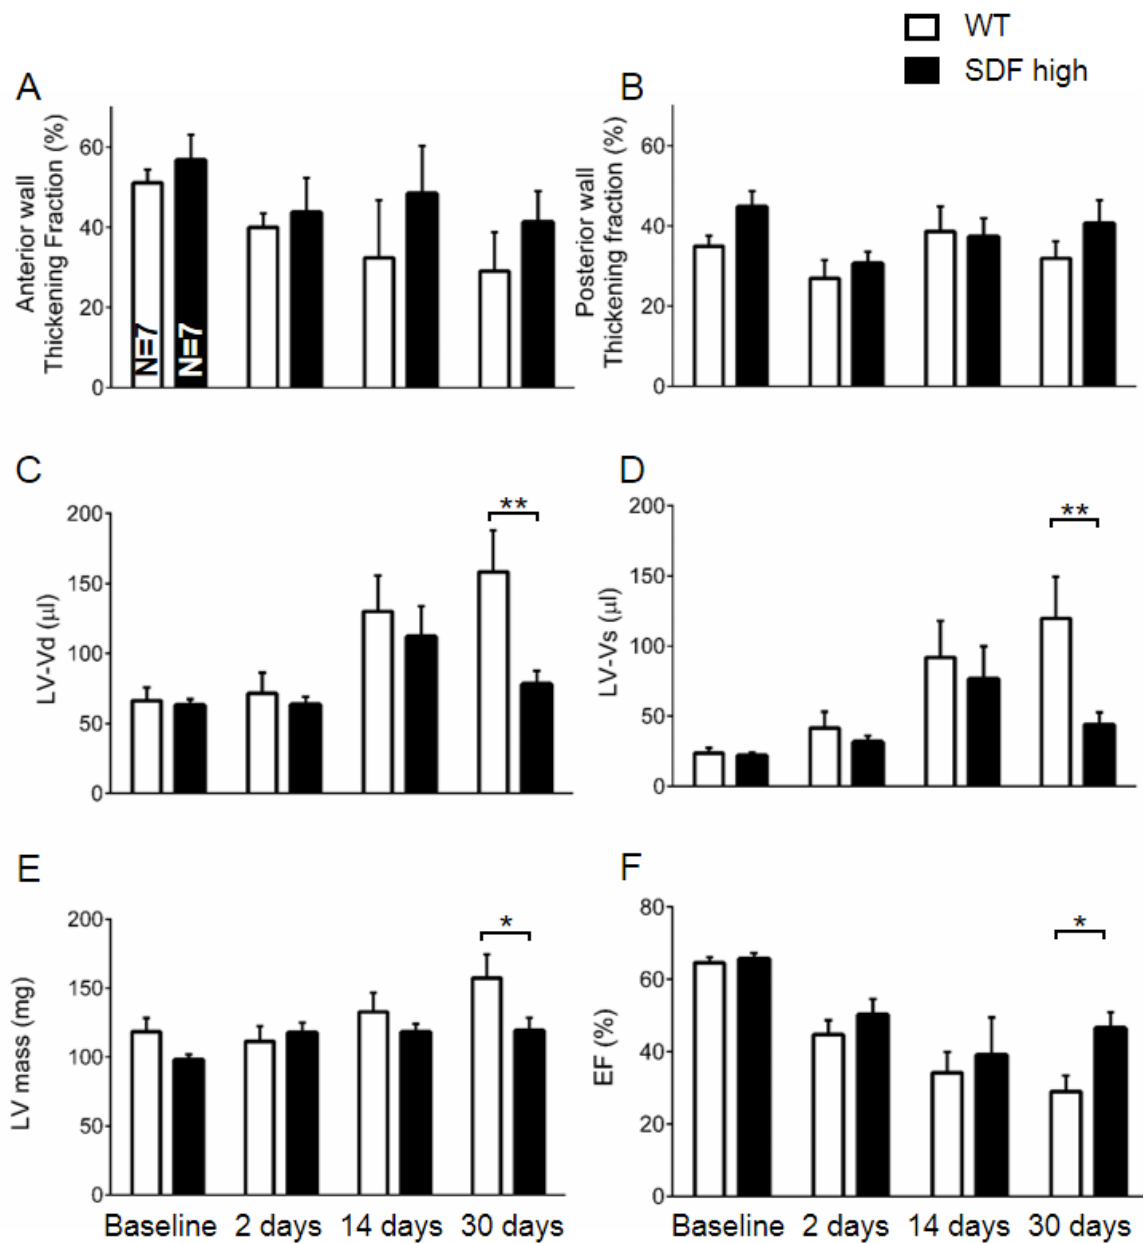 WT
SDF high
A
B
Anterior wall
Thickening Fraction (%)
60
40
20
0
N=7
N=7
Posterior wall
Thickening fraction (%)
60
40
20
0
C
D
LV-Vd (µl)
200
150
100
50
0
**
LV-Vs (µl)
200
150
100
50
0
**
E
F
LV mass (mg)
200
150
100
50
0
*
Baseline 2 days 14 days 30 days
EF (%)
80
60
40
20
0
*
Baseline 2 days 14 days 30 days